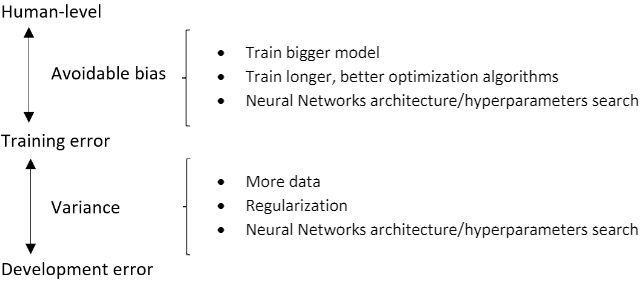 Human-level
Avoidable bias
• Train bigger model
• Train longer, better optimization algorithms
• Neural Networks architecture/hyperparameters search
Training error
Variance
• More data
• Regularization
• Neural Networks architecture/hyperparameters search
Development error